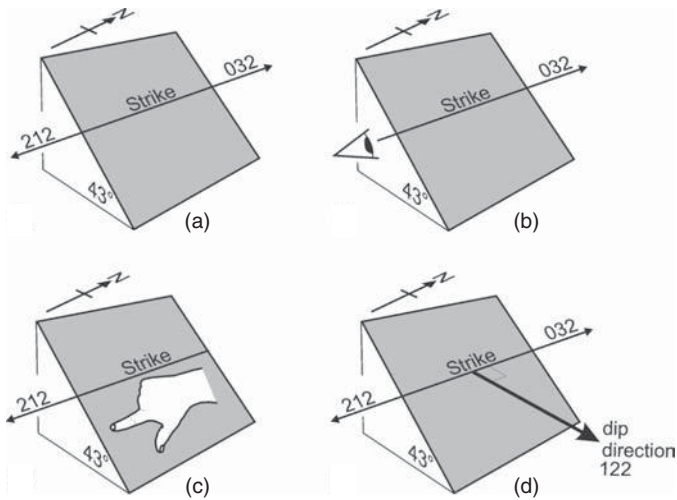 N
032
Strike
212
43°
(a)
N
032
Strike
43°
(b)
N
Strike
212
43°
(c)
N
032
Strike
212
43°
dip
direction
122
(d)